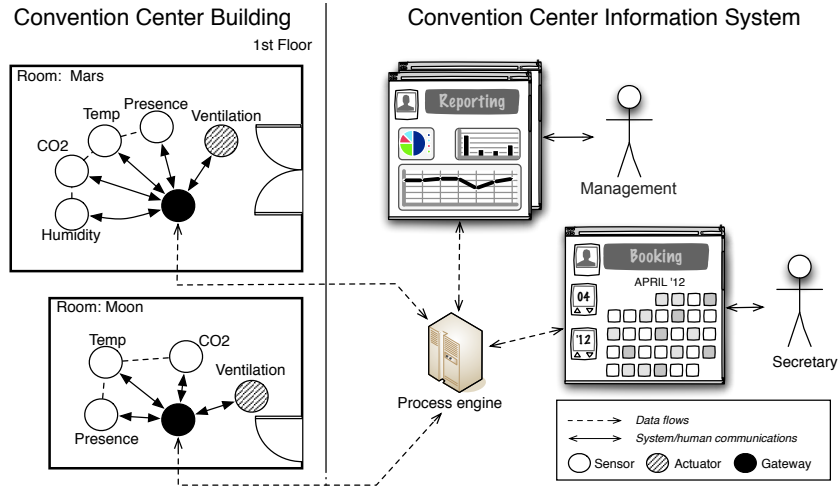 Convention Center Building
Convention Center Information System
1st Floor
Room: Mars
Presence
Temp
Ventilation
CO2
Humidity
Reporting
Management
Booking
APRIL '12
04
'12
Secretary
Room: Moon
Temp
CO2
Ventilation
Presence
Process engine
Data flows
System/human communications
Sensor
Actuator
Gateway